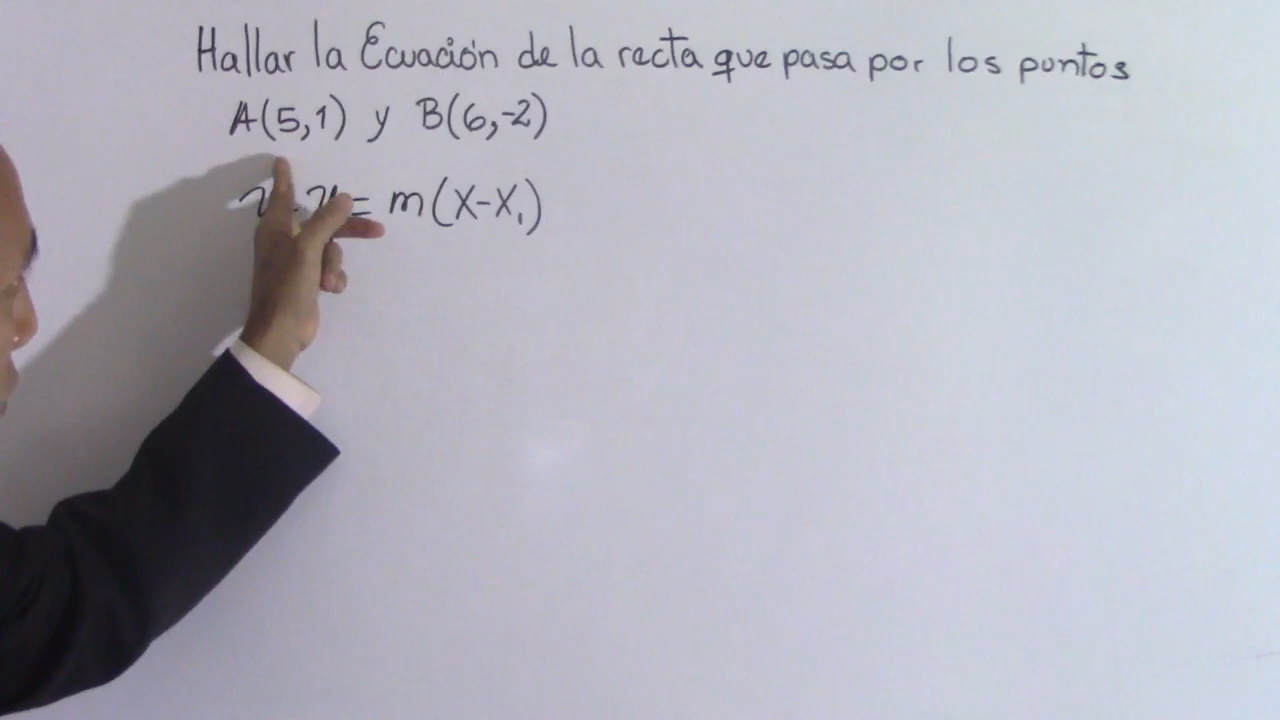 Hallar la Ecuación de la recta que pasa por los puntos
A(5,1) y B(6,-2)
= m(X-X₁)